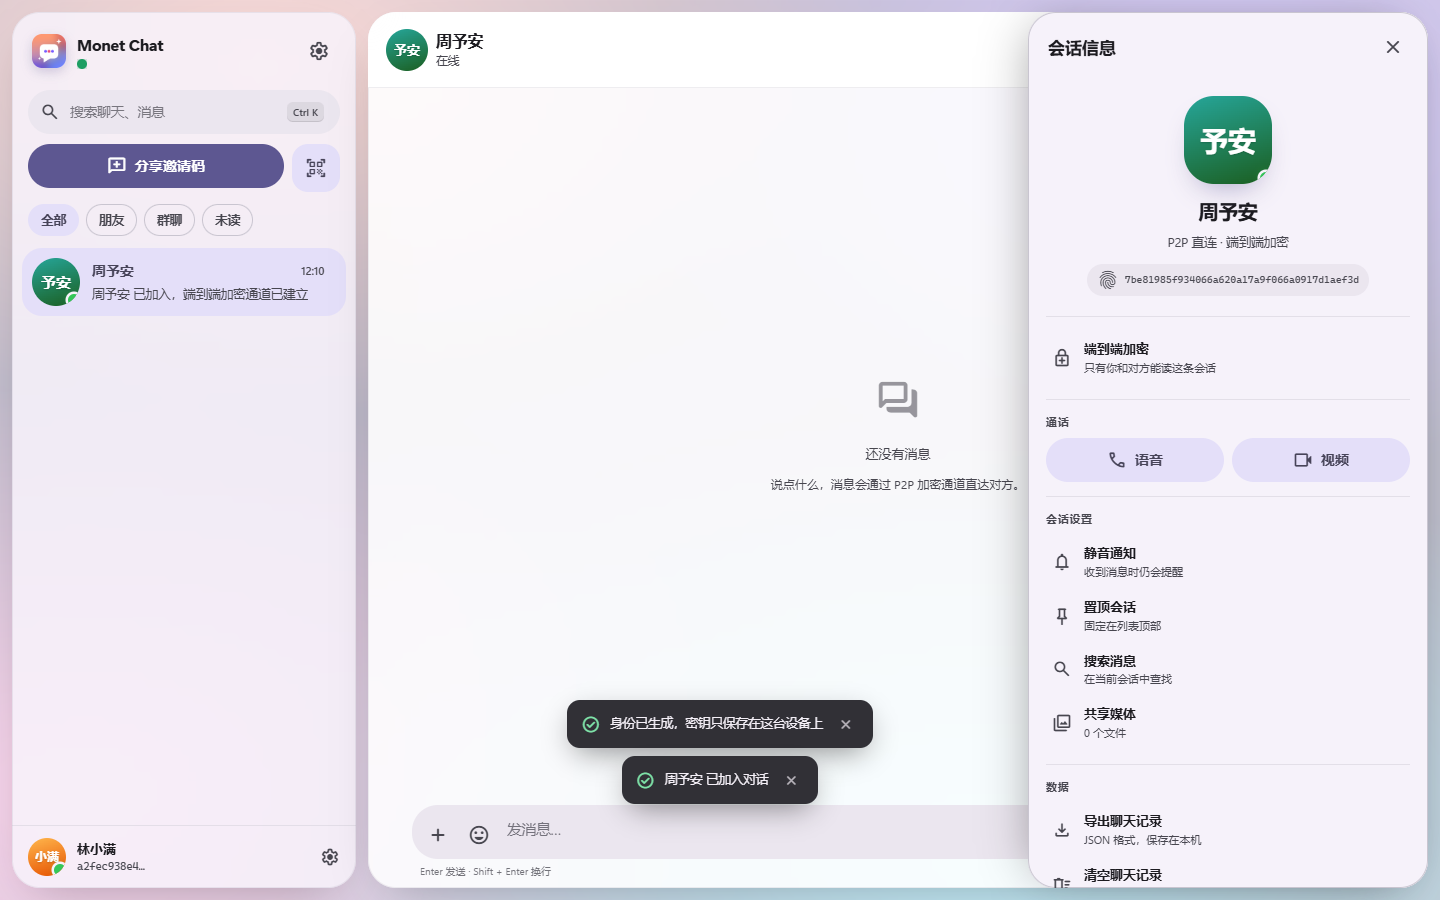 Monet Chat
搜索聊天、消息
Ctrl K
分享邀请码
全部
朋友
群聊
未读
予安
周予安
12:10
周予安 已加入，端到端加密通道已建立
小满
林小满
a2fec938e4…
予安
周予安
在线
还没有消息
说点什么，消息会通过 P2P 加密通道直达对方。
身份已生成，密钥只保存在这台设备上
周予安 已加入对话
发消息…
Enter 发送 · Shift + Enter 换行
会话信息
予安
周予安
P2P 直连 · 端到端加密
7be81985f934066a620a17a9f066a0917d1aef3d
端到端加密
只有你和对方能读这条会话
通话
语音
视频
会话设置
静音通知
收到消息时仍会提醒
置顶会话
固定在列表顶部
搜索消息
在当前会话中查找
共享媒体
0 个文件
数据
导出聊天记录
JSON 格式，保存在本机
清空聊天记录